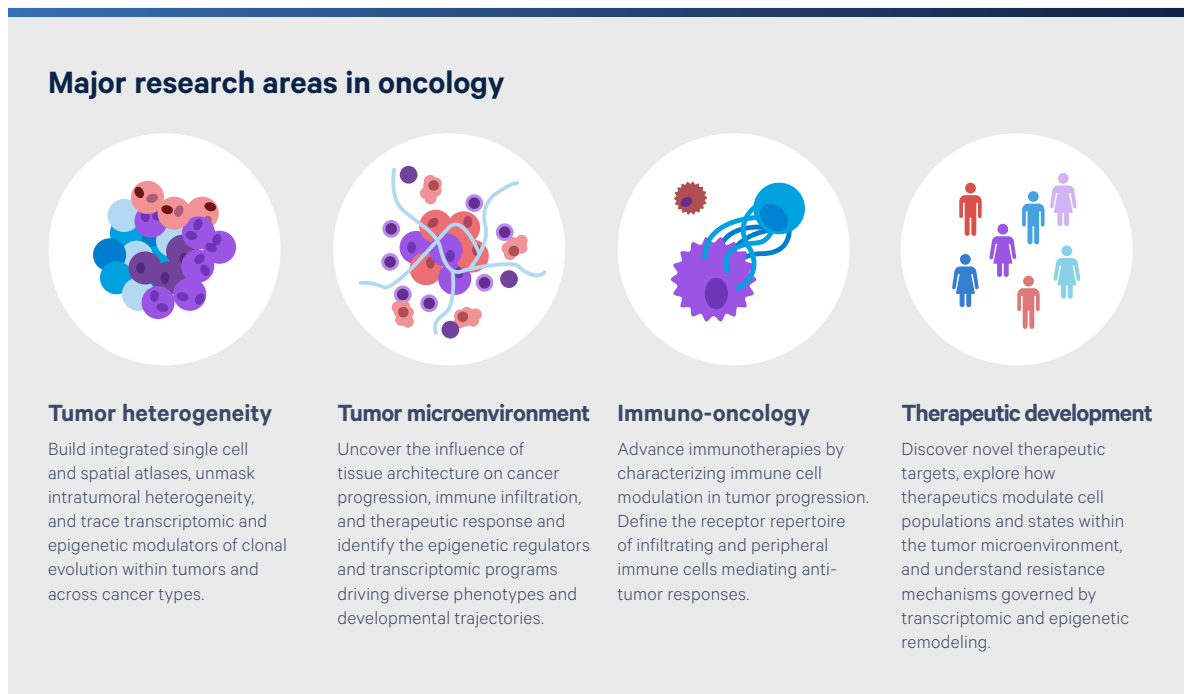 Major research areas in oncology
Tumor heterogeneity
Build integrated single cell
and spatial atlases, unmask
intratumoral heterogeneity,
and trace transcriptomic and
epigenetic modulators of clonal
evolution within tumors and
across cancer types.
Tumor microenvironment
Uncover the influence of
tissue architecture on cancer
progression, immune infiltration,
and therapeutic response and
identify the epigenetic regulators
and transcriptomic programs
driving diverse phenotypes and
developmental trajectories.
Immuno-oncology
Advance immunotherapies by
characterizing immune cell
modulation in tumor progression.
Define the receptor repertoire
of infiltrating and peripheral
immune cells mediating anti-
tumor responses.
Therapeutic development
Discover novel therapeutic
targets, explore how
therapeutics modulate cell
populations and states within
the tumor microenvironment,
and understand resistance
mechanisms governed by
transcriptomic and epigenetic
remodeling.